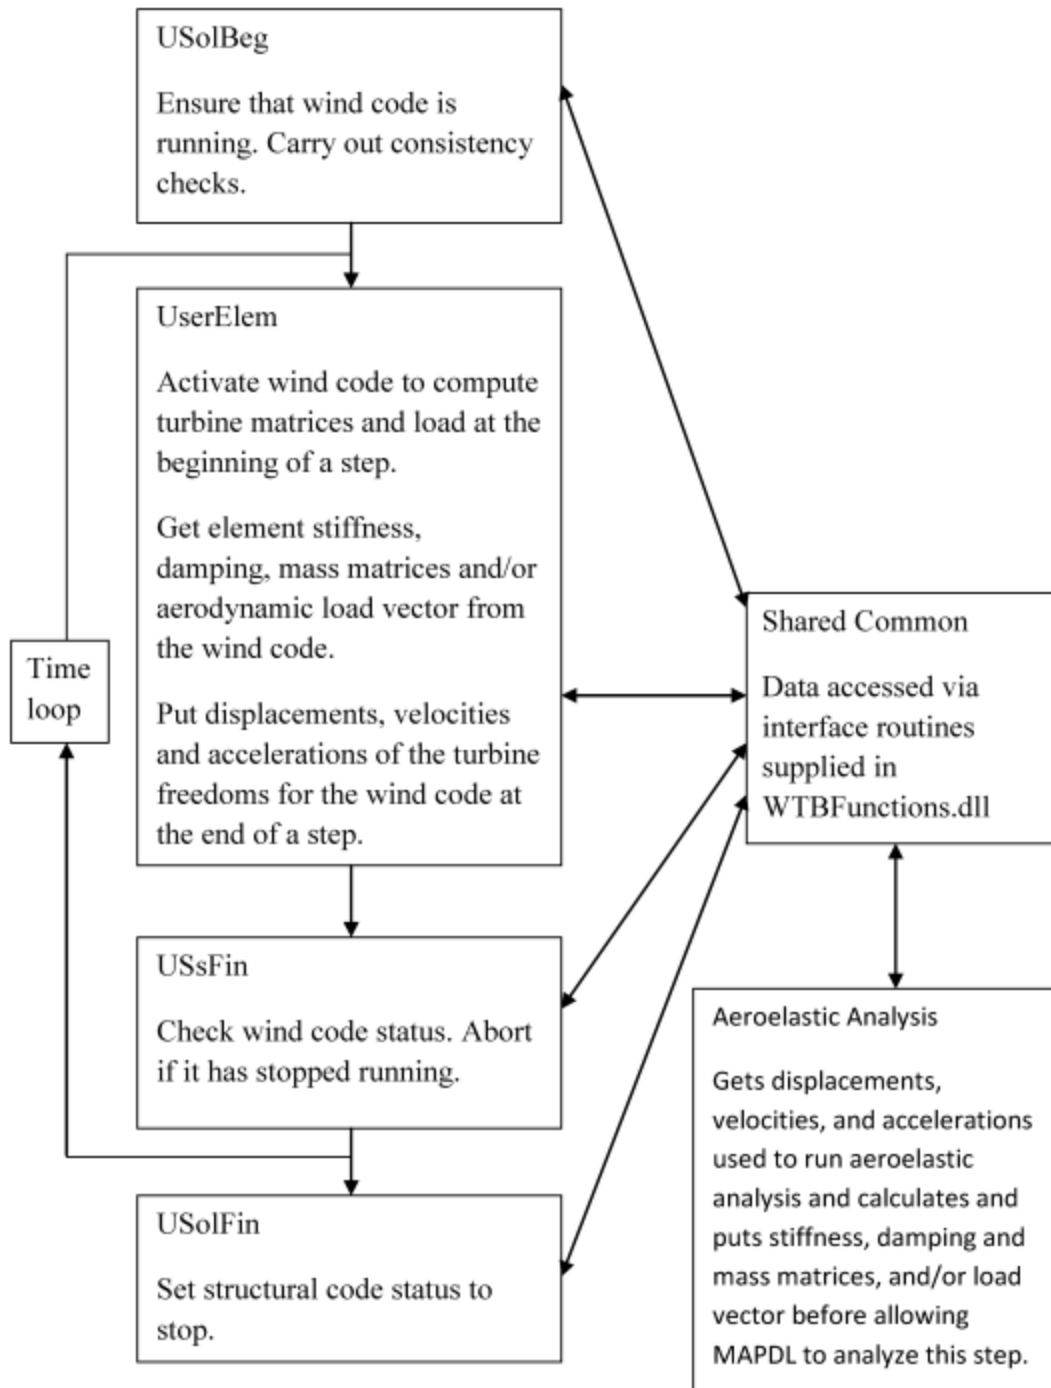 USolBeg
Ensure that wind code is
running. Carry out consistency
checks.
UserElem
Activate wind code to compute
turbine matrices and load at the
beginning of a step.
Get element stiffness,
damping, mass matrices and/or
aerodynamic load vector from
the wind code.
Put displacements, velocities
and accelerations of the turbine
freedoms for the wind code at
the end of a step.
Time
loop
USsFin
Check wind code status. Abort
if it has stopped running.
USolFin
Set structural code status to
stop.
Shared Common
Data accessed via
interface routines
supplied in
WTBFunctions.dll
Aeroelastic Analysis
Gets displacements,
velocities, and accelerations
used to run aeroelastic
analysis and calculates and
puts stiffness, damping and
mass matrices, and/or load
vector before allowing
MAPDL to analyze this step.